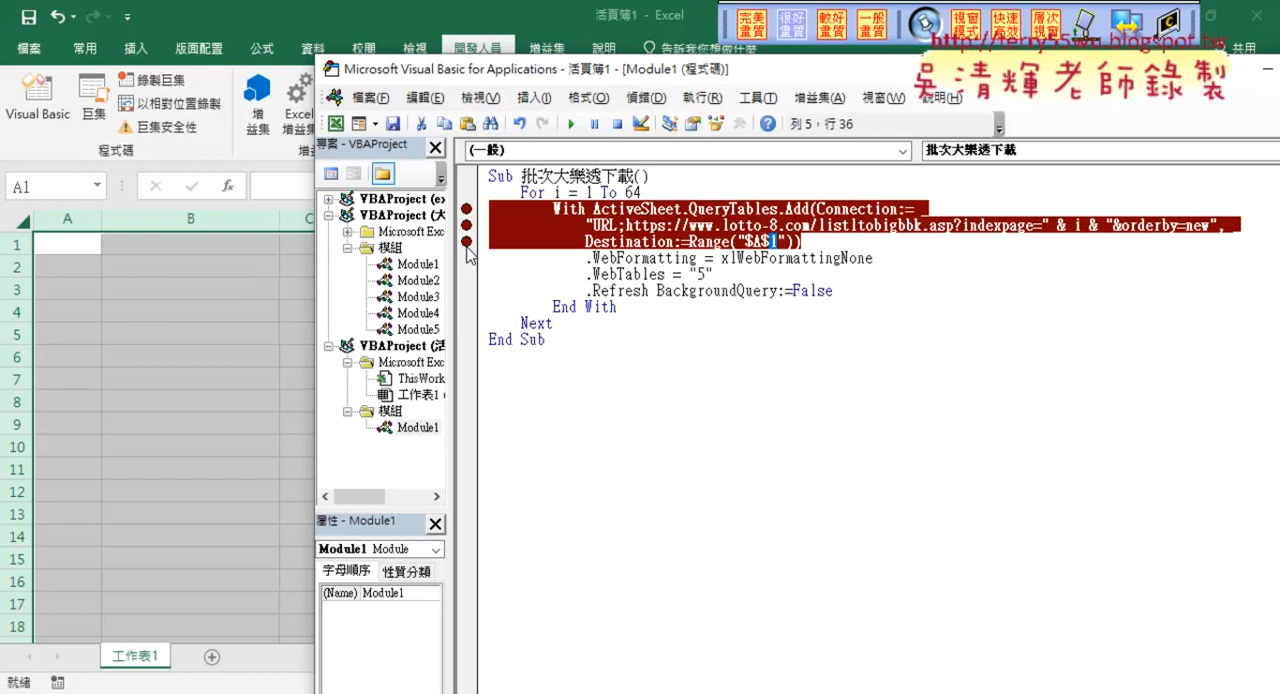 活頁簿1 - Excel
完美畫質 很好畫質 較好畫質 一般畫質 視窗模式 快速高效 層次視窗
http://terry55wu.blogspot.tw
吳清輝老師錄製
檔案 常用 插入 版面配置 公式 資料 校閱 檢視 開發人員 增益集 說明 告訴我您想做什麼 共用
Visual Basic
巨集
錄製巨集
以相對位置錄製
巨集安全性
程式碼
增益集
Excel 增益集
A1
fx
A B C
1
2
3
4
5
6
7
8
9
10
11
12
13
14
15
16
17
18
工作表1
就緒
Microsoft Visual Basic for Applications - 活頁簿1 - [Module1 (程式碼)]
檔案(F) 編輯(E) 檢視(V) 插入(I) 格式(O) 偵錯(D) 執行(R) 工具(T) 增益集(A) 視窗(W) 說明(H)
列 5，行 36
專案 - VBAProject
VBAProject (e
VBAProject (大
Microsoft Exc
模組
Module1
Module2
Module3
Module4
Module5
VBAProject (活
Microsoft Exc
ThisWork
工作表1 (
模組
Module1
屬性 - Module1
Module1 Module
字母順序 性質分類
(Name) Module1
(一般) 批次大樂透下載
Sub 批次大樂透下載()
For i = 1 To 64
With ActiveSheet.QueryTables.Add(Connection:= _
"URL;https://www.lotto-8.com/listltobigbbk.asp?indexpage=" & i & "&orderby=new", _
Destination:=Range("$A$1"))
.WebFormatting = xlWebFormattingNone
.WebTables = "5"
.Refresh BackgroundQuery:=False
End With
Next
End Sub